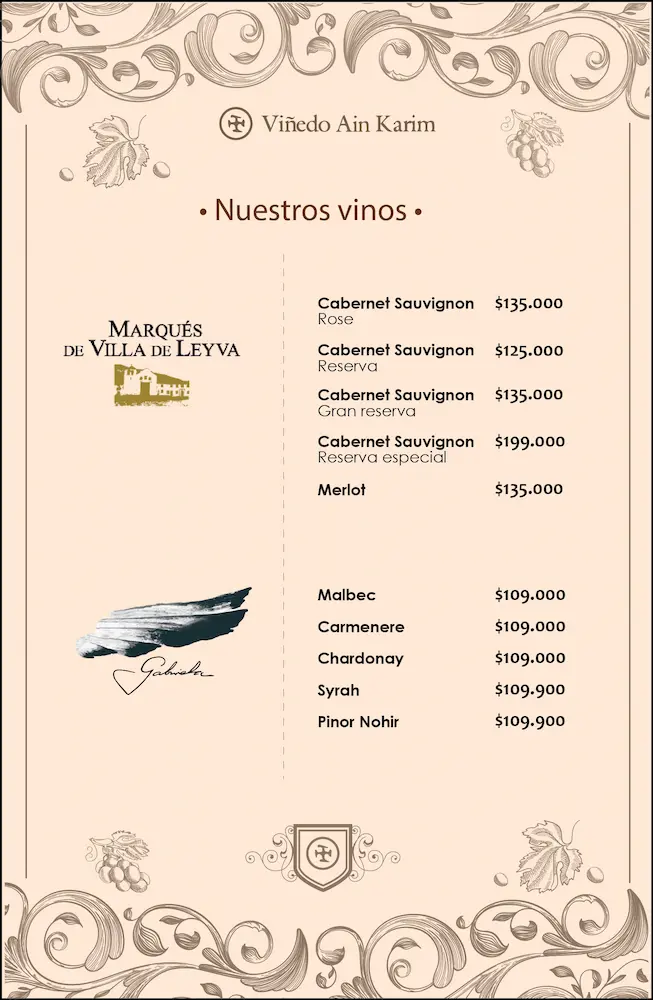 Viñedo Ain Karim
• Nuestros vinos •
MARQUÉS
DE VILLA DE LEYVA
Cabernet Sauvignon $135.000
Rose
Cabernet Sauvignon $125.000
Reserva
Cabernet Sauvignon $135.000
Gran reserva
Cabernet Sauvignon $199.000
Reserva especial
Merlot $135.000
Gabriela
Malbec $109.000
Carmenere $109.000
Chardonay $109.000
Syrah $109.900
Pinor Nohir $109.900